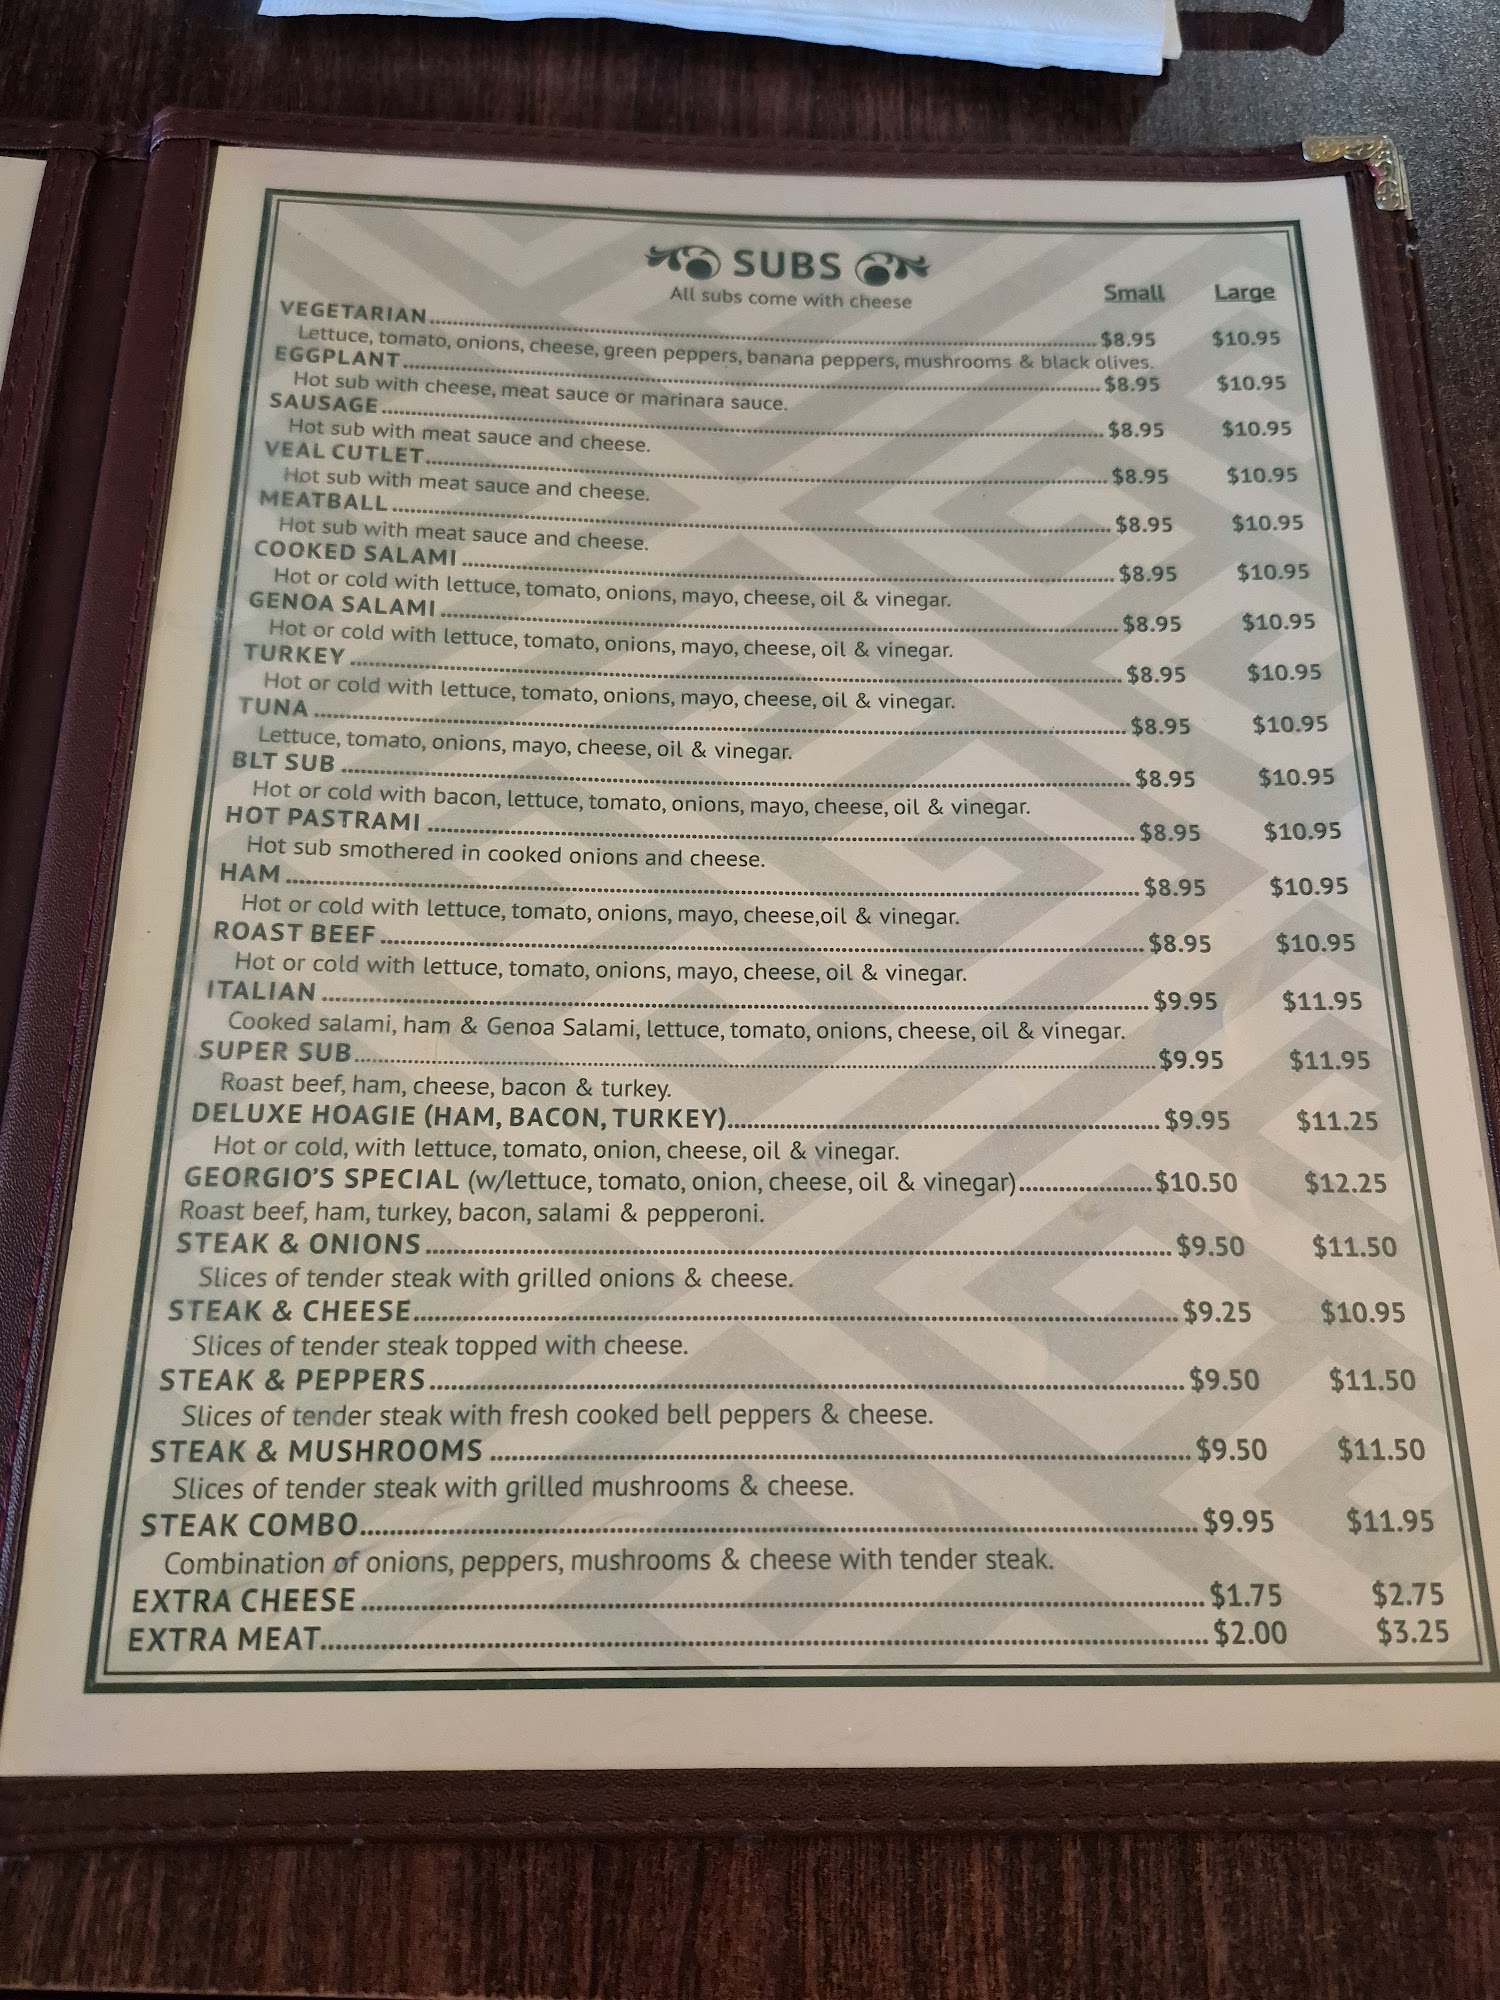 SUBS
All subs come with cheese
Small Large
VEGETARIAN $8.95 $10.95
Lettuce, tomato, onions, cheese, green peppers, banana peppers, mushrooms & black olives.
EGGPLANT $8.95 $10.95
Hot sub with cheese, meat sauce or marinara sauce.
SAUSAGE $8.95 $10.95
Hot sub with meat sauce and cheese.
VEAL CUTLET $8.95 $10.95
Hot sub with meat sauce and cheese.
MEATBALL $8.95 $10.95
Hot sub with meat sauce and cheese.
COOKED SALAMI $8.95 $10.95
Hot or cold with lettuce, tomato, onions, mayo, cheese, oil & vinegar.
GENOA SALAMI $8.95 $10.95
Hot or cold with lettuce, tomato, onions, mayo, cheese, oil & vinegar.
TURKEY $8.95 $10.95
Hot or cold with lettuce, tomato, onions, mayo, cheese, oil & vinegar.
TUNA $8.95 $10.95
Lettuce, tomato, onions, mayo, cheese, oil & vinegar.
BLT SUB $8.95 $10.95
Hot or cold with bacon, lettuce, tomato, onions, mayo, cheese, oil & vinegar.
HOT PASTRAMI $8.95 $10.95
Hot sub smothered in cooked onions and cheese.
HAM $8.95 $10.95
Hot or cold with lettuce, tomato, onions, mayo, cheese,oil & vinegar.
ROAST BEEF $8.95 $10.95
Hot or cold with lettuce, tomato, onions, mayo, cheese, oil & vinegar.
ITALIAN $9.95 $11.95
Cooked salami, ham & Genoa Salami, lettuce, tomato, onions, cheese, oil & vinegar.
SUPER SUB $9.95 $11.95
Roast beef, ham, cheese, bacon & turkey.
DELUXE HOAGIE (HAM, BACON, TURKEY) $9.95 $11.25
Hot or cold, with lettuce, tomato, onion, cheese, oil & vinegar.
GEORGIO'S SPECIAL (w/lettuce, tomato, onion, cheese, oil & vinegar) $10.50 $12.25
Roast beef, ham, turkey, bacon, salami & pepperoni.
STEAK & ONIONS $9.50 $11.50
Slices of tender steak with grilled onions & cheese.
STEAK & CHEESE $9.25 $10.95
Slices of tender steak topped with cheese.
STEAK & PEPPERS $9.50 $11.50
Slices of tender steak with fresh cooked bell peppers & cheese.
STEAK & MUSHROOMS $9.50 $11.50
Slices of tender steak with grilled mushrooms & cheese.
STEAK COMBO $9.95 $11.95
Combination of onions, peppers, mushrooms & cheese with tender steak.
EXTRA CHEESE $1.75 $2.75
EXTRA MEAT $2.00 $3.25